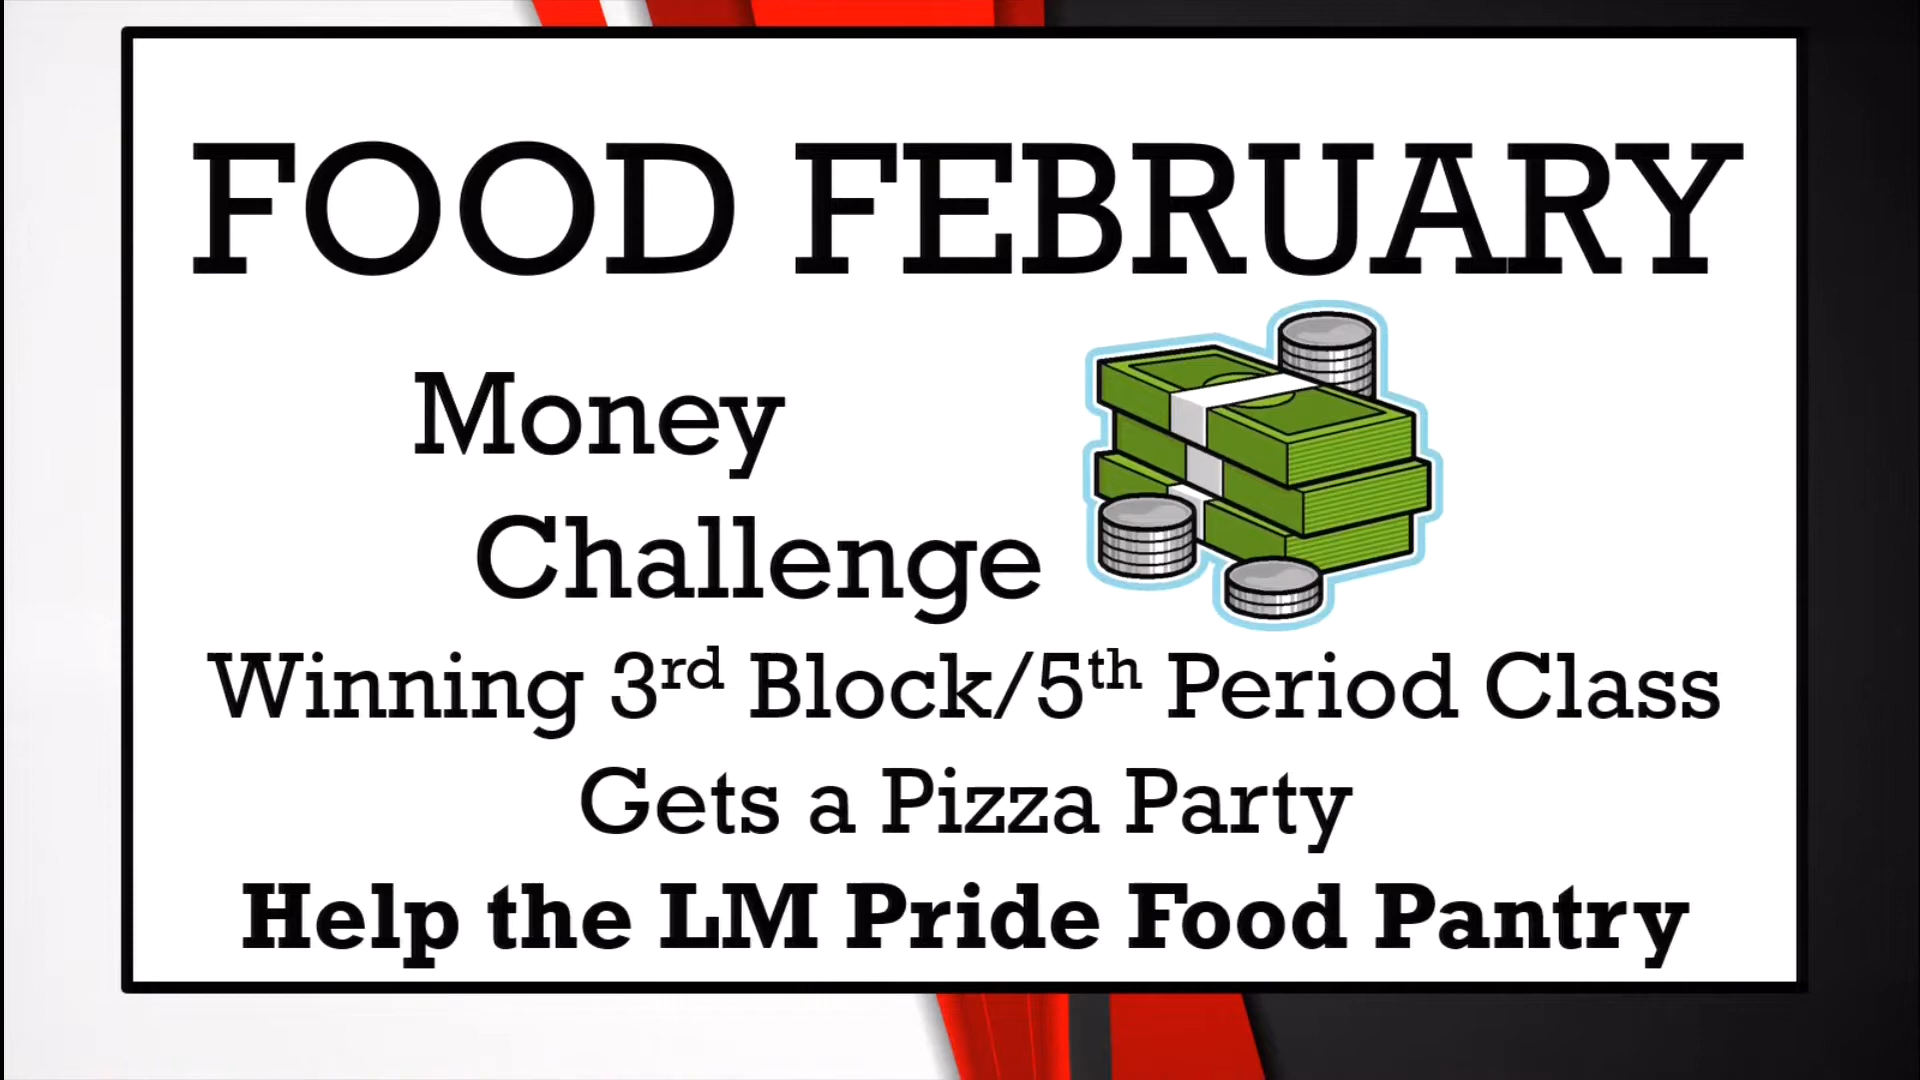 FOOD FEBRUARY
Money
Challenge
Winning 3rd Block/5th Period Class
Gets a Pizza Party
Help the LM Pride Food Pantry